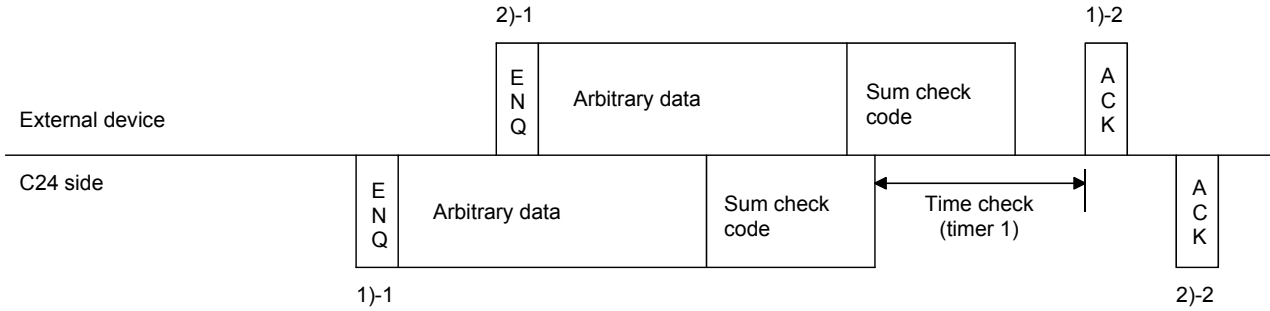 2)-1
1)-2
E
N
Q
Arbitrary data
Sum check
code
A
C
K
External device
C24 side
E
N
Q
Arbitrary data
Sum check
code
Time check
(timer 1)
A
C
K
1)-1
2)-2